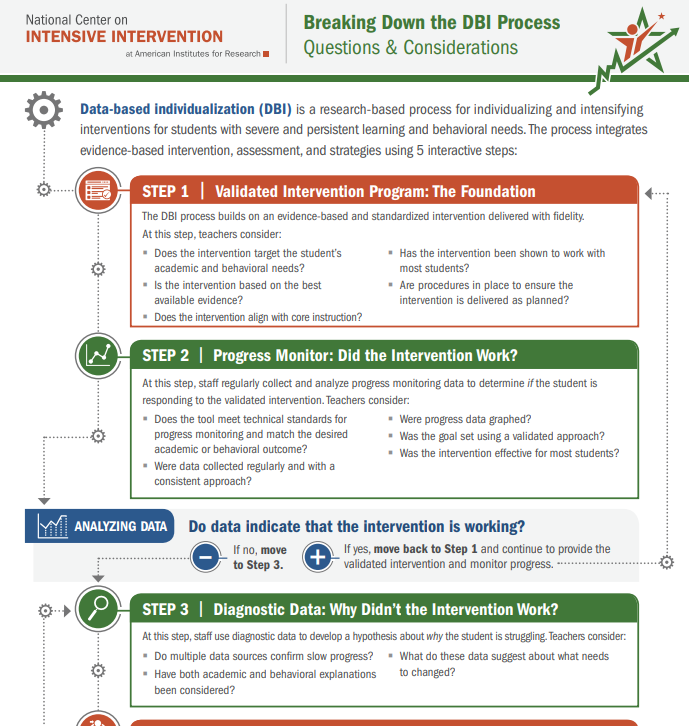 National Center on
INTENSIVE INTERVENTION
at American Institutes for Research
Breaking Down the DBI Process
Questions & Considerations
Data-based individualization (DBI) is a research-based process for individualizing and intensifying
interventions for students with severe and persistent learning and behavioral needs. The process integrates
evidence-based intervention, assessment, and strategies using 5 interactive steps:
STEP 1 | Validated Intervention Program: The Foundation
The DBI process builds on an evidence-based and standardized intervention delivered with fidelity.
At this step, teachers consider:
▪ Does the intervention target the student's
academic and behavioral needs?
▪ Is the intervention based on the best
available evidence?
▪ Does the intervention align with core instruction?
▪ Has the intervention been shown to work with
most students?
▪ Are procedures in place to ensure the
intervention is delivered as planned?
STEP 2 | Progress Monitor: Did the Intervention Work?
At this step, staff regularly collect and analyze progress monitoring data to determine if the student is
responding to the validated intervention. Teachers consider:
▪ Does the tool meet technical standards for
progress monitoring and match the desired
academic or behavioral outcome?
▪ Were data collected regularly and with a
consistent approach?
▪ Were progress data graphed?
▪ Was the goal set using a validated approach?
▪ Was the intervention effective for most students?
ANALYZING DATA
Do data indicate that the intervention is working?
If no, move
to Step 3.
If yes, move back to Step 1 and continue to provide the
validated intervention and monitor progress.
STEP 3 | Diagnostic Data: Why Didn't the Intervention Work?
At this step, staff use diagnostic data to develop a hypothesis about why the student is struggling. Teachers consider:
▪ Do multiple data sources confirm slow progress?
▪ Have both academic and behavioral explanations
been considered?
▪ What do these data suggest about what needs
to changed?